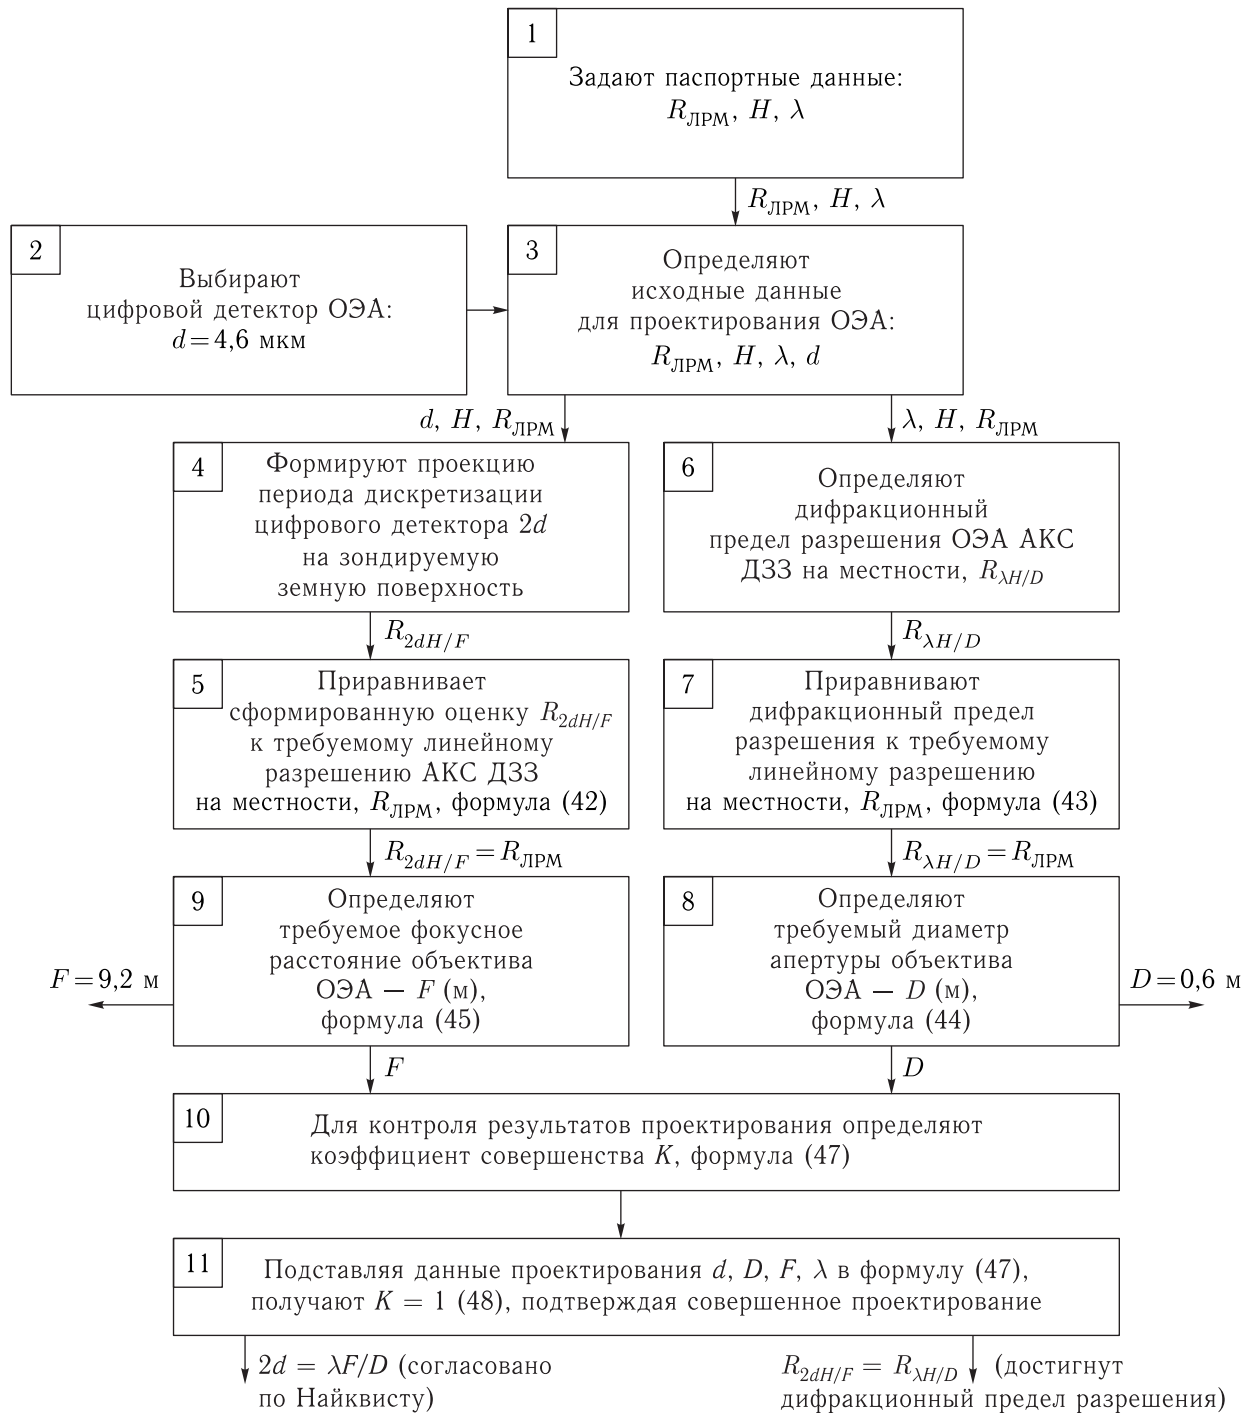 1
Задают паспортные данные:
R_ЛРМ, H, λ
R_ЛРМ, H, λ
2
Выбирают
цифровой детектор ОЭА:
d = 4,6 мкм
3
Определяют
исходные данные
для проектирования ОЭА:
R_ЛРМ, H, λ, d
d, H, R_ЛРМ
λ, H, R_ЛРМ
4
Формируют проекцию
периода дискретизации
цифрового детектора 2d
на зондируемую
земную поверхность
6
Определяют
дифракционный
предел разрешения ОЭА АКС
ДЗЗ на местности, R_λH/D
R_2dH/F
R_λH/D
5
Приравнивает
сформированную оценку R_2dH/F
к требуемому линейному
разрешению АКС ДЗЗ
на местности, R_ЛРМ, формула (42)
7
Приравнивают
дифракционный предел
разрешения к требуемому
линейному разрешению
на местности, R_ЛРМ, формула (43)
R_2dH/F = R_ЛРМ
R_λH/D = R_ЛРМ
9
Определяют
требуемое фокусное
расстояние объектива
ОЭА — F (м),
формула (45)
F = 9,2 м
8
Определяют
требуемый диаметр
апертуры объектива
ОЭА — D (м),
формула (44)
D = 0,6 м
F
D
10
Для контроля результатов проектирования определяют
коэффициент совершенства K, формула (47)
11
Подставляя данные проектирования d, D, F, λ в формулу (47),
получают K = 1 (48), подтверждая совершенное проектирование
2d = λF/D (согласовано
по Найквисту)
R_2dH/F = R_λH/D (достигнут
дифракционный предел разрешения)